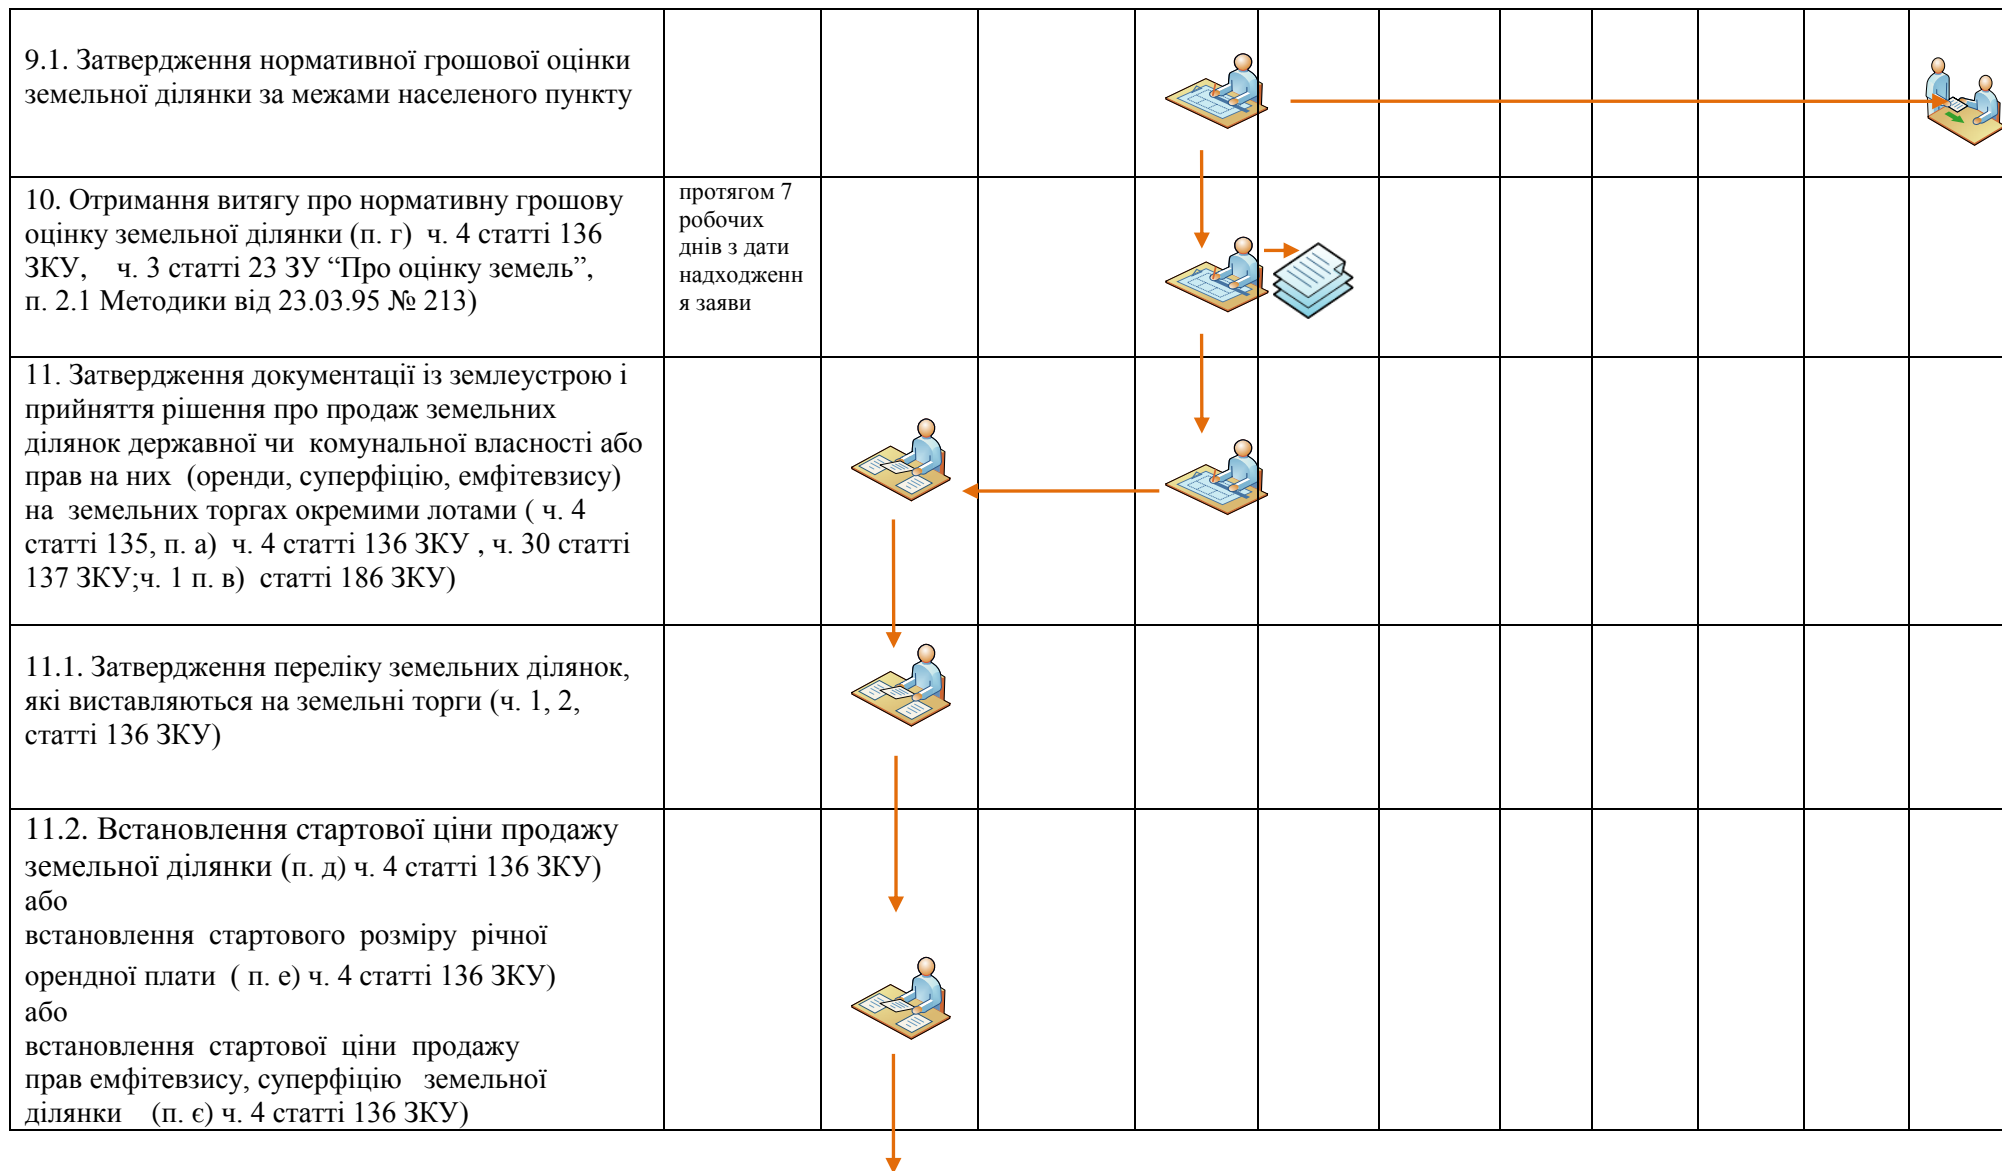 9.1. Затвердження нормативної грошової оцінки
земельної ділянки за межами населеного пункту
10. Отримання витягу про нормативну грошову
оцінку земельної ділянки (п. г)  ч. 4 статті 136
ЗКУ,    ч. 3 статті 23 ЗУ “Про оцінку земель”,
п. 2.1 Методики від 23.03.95 № 213)
протягом 7
робочих
днів з дати
надходженн
я заяви
11. Затвердження документації із землеустрою і
прийняття рішення про продаж земельних
ділянок державної чи  комунальної власності або
прав на них  (оренди, суперфіцію, емфітевзису)
на  земельних торгах окремими лотами ( ч. 4
статті 135, п. а)  ч. 4 статті 136 ЗКУ , ч. 30 статті
137 ЗКУ;ч. 1 п. в)  статті 186 ЗКУ)
11.1. Затвердження переліку земельних ділянок,
які виставляються на земельні торги (ч. 1, 2,
статті 136 ЗКУ)
11.2. Встановлення стартової ціни продажу
земельної ділянки (п. д) ч. 4 статті 136 ЗКУ)
або
встановлення  стартового  розміру  річної
орендної плати  ( п. е) ч. 4 статті 136 ЗКУ)
або
встановлення  стартової  ціни  продажу
прав емфітевзису, суперфіцію   земельної
ділянки    (п. є) ч. 4 статті 136 ЗКУ)